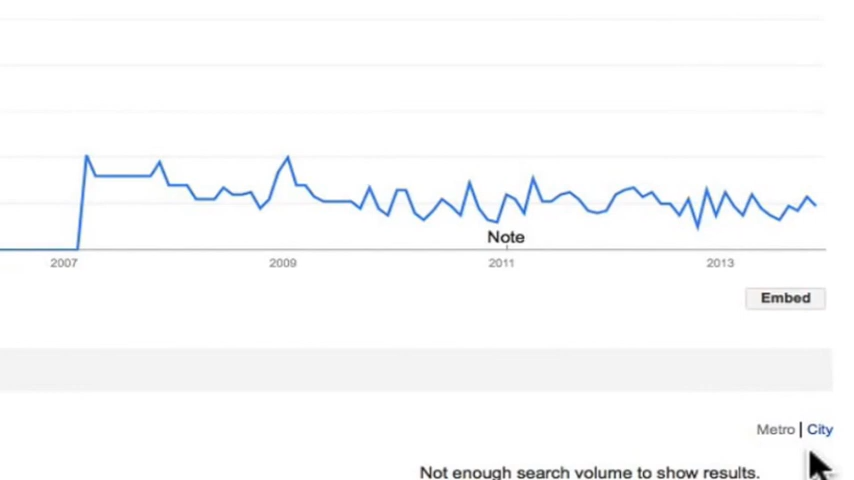 Note
2007 2009 2011 2013
Embed
Metro | City
Not enough search volume to show results.